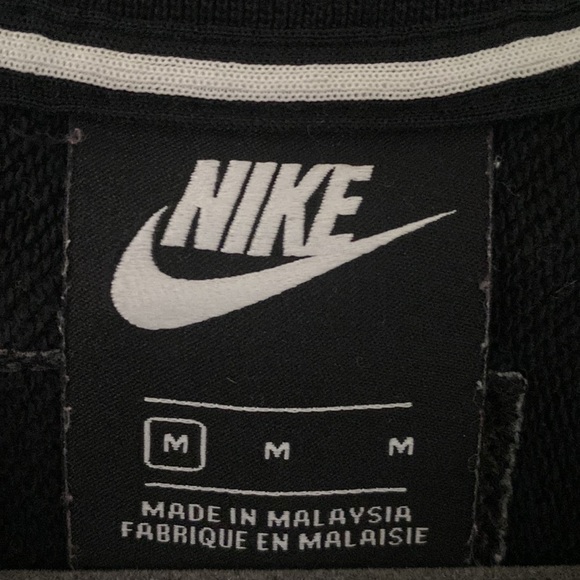 NIKE
M M M
MADE IN MALAYSIA
FABRIQUE EN MALAISIE